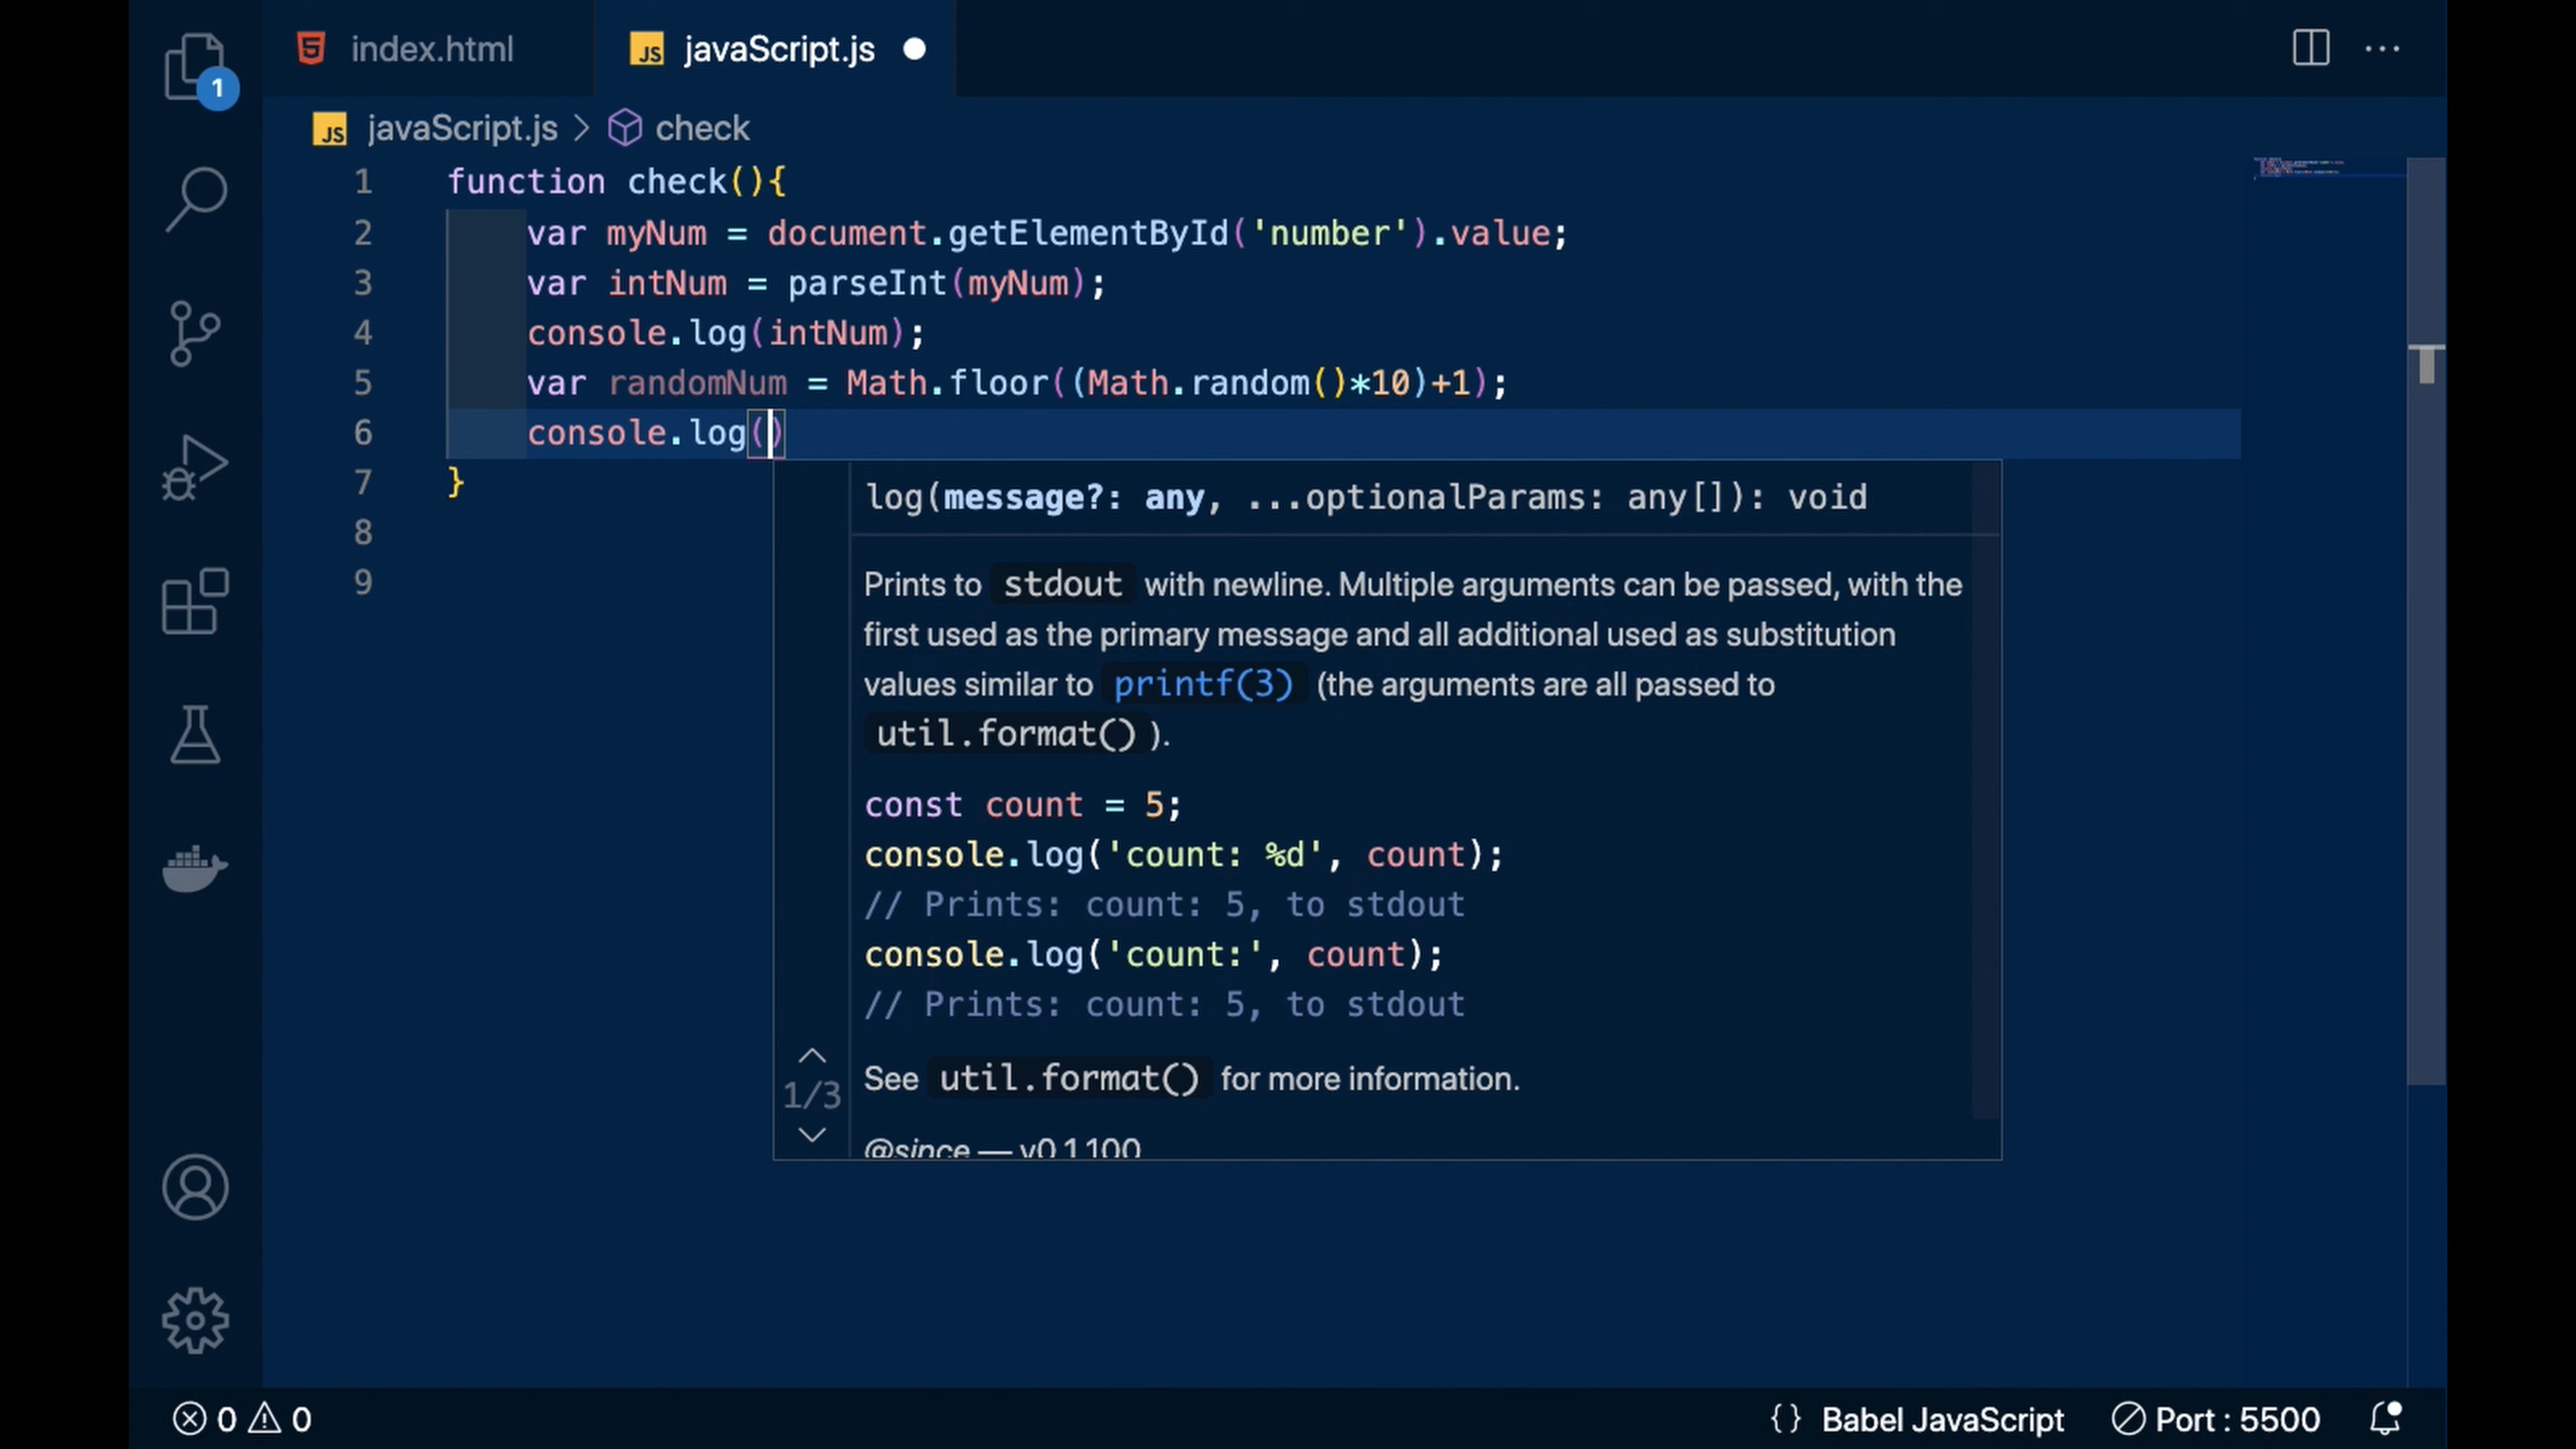 index.html
JS javaScript.js
1
JS javaScript.js > check
1 function check(){
2 var myNum = document.getElementById('number').value;
3 var intNum = parseInt(myNum);
4 console.log(intNum);
5 var randomNum = Math.floor((Math.random()*10)+1);
6 console.log()
7 }
8
9
log(message?: any, ...optionalParams: any[]): void
Prints to stdout with newline. Multiple arguments can be passed, with the
first used as the primary message and all additional used as substitution
values similar to printf(3) (the arguments are all passed to
util.format() ).
const count = 5;
console.log('count: %d', count);
// Prints: count: 5, to stdout
console.log('count:', count);
// Prints: count: 5, to stdout
1/3
See util.format() for more information.
@since — v0.1.100
0 0
{} Babel JavaScript
Port : 5500